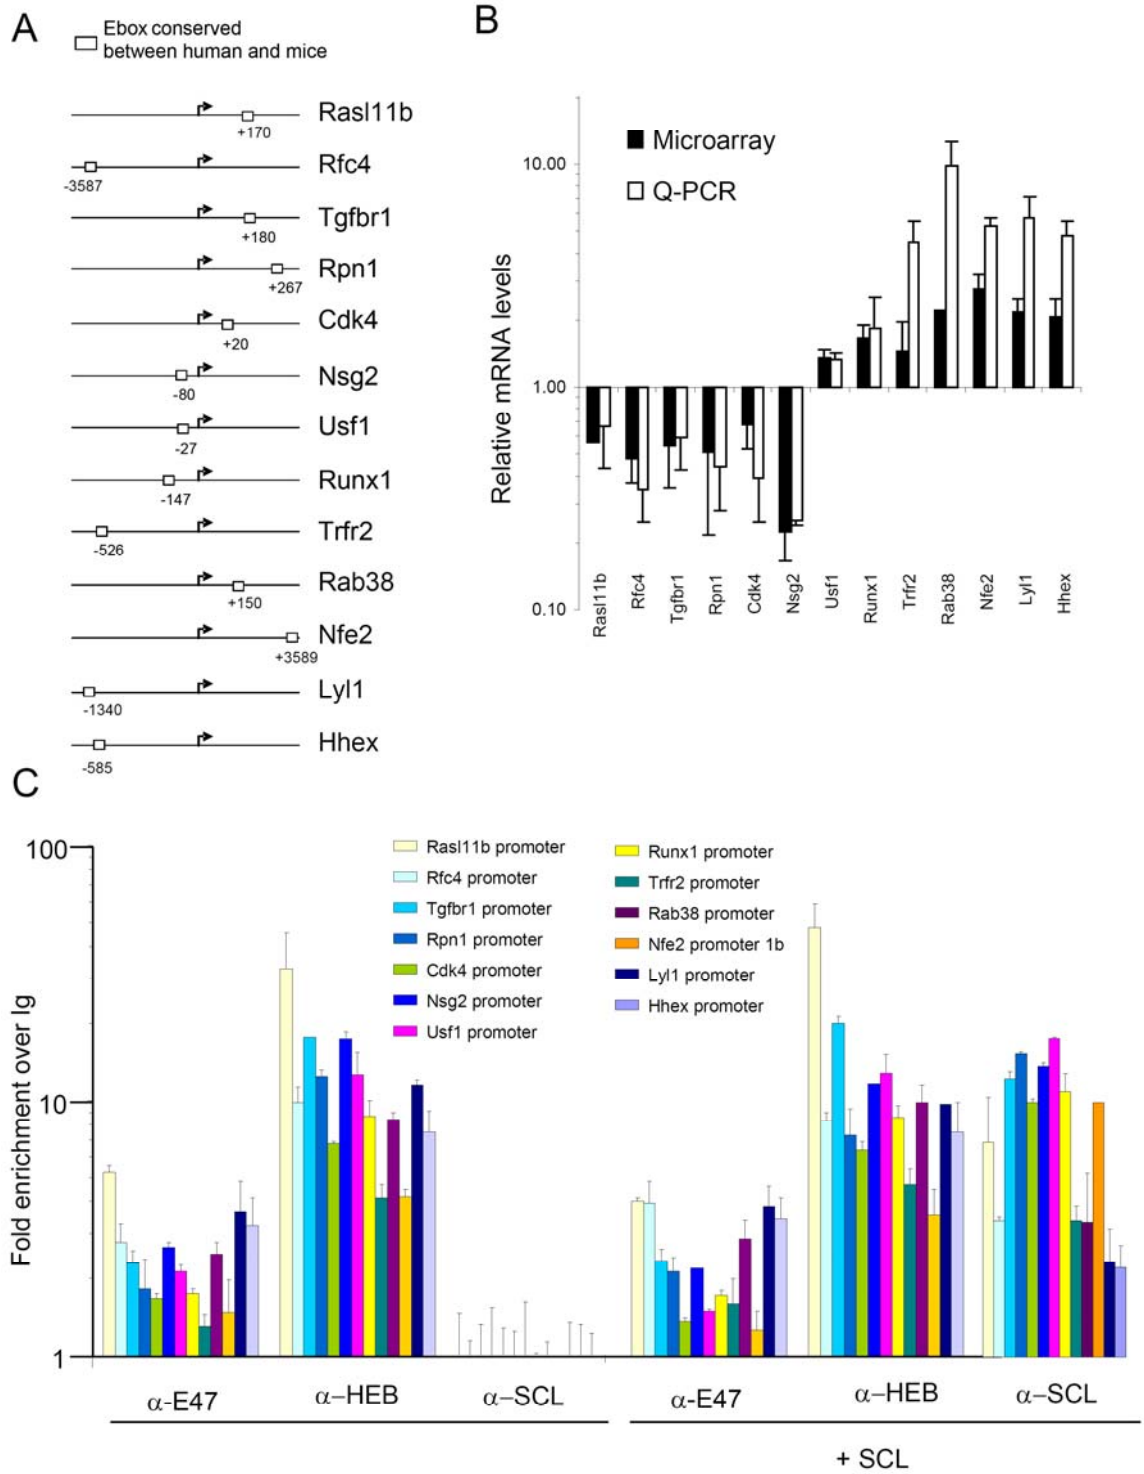 A
Ebox conserved
between human and mice
Rasl11b
+170
Rfc4
-3587
Tgfbr1
+180
Rpn1
+267
Cdk4
+20
Nsg2
-80
Usf1
-27
Runx1
-147
Trfr2
-526
Rab38
+150
Nfe2
+3589
Lyl1
-1340
Hhex
-585
B
Microarray
Q-PCR
Relative mRNA levels
10.00
1.00
0.10
Rasl11b
Rfc4
Tgfbr1
Rpn1
Cdk4
Nsg2
Usf1
Runx1
Trfr2
Rab38
Nfe2
Lyl1
Hhex
C
Fold enrichment over Ig
100
10
1
Rasl11b promoter
Rfc4 promoter
Tgfbr1 promoter
Rpn1 promoter
Cdk4 promoter
Nsg2 promoter
Usf1 promoter
Runx1 promoter
Trfr2 promoter
Rab38 promoter
Nfe2 promoter 1b
Lyl1 promoter
Hhex promoter
α-E47
α–HEB
α–SCL
α-E47
α–HEB
α–SCL
+ SCL